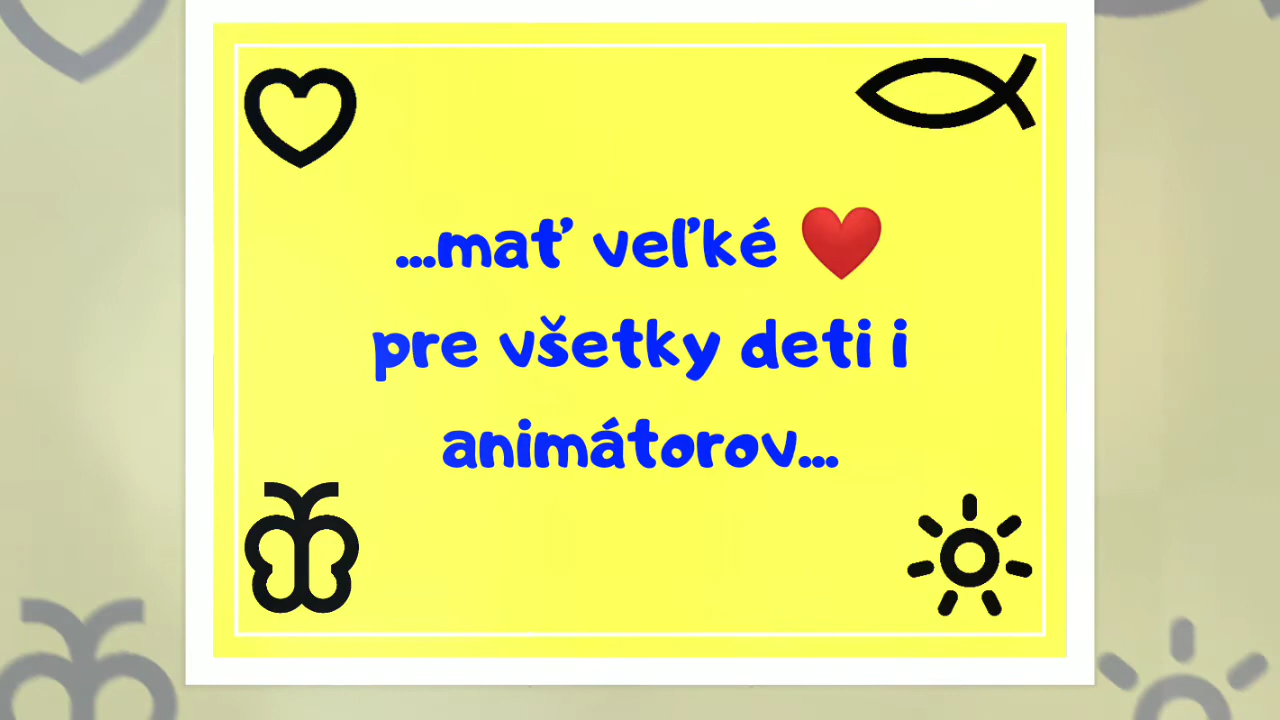 ...mať veľké ❤️
pre všetky deti i
animátorov...